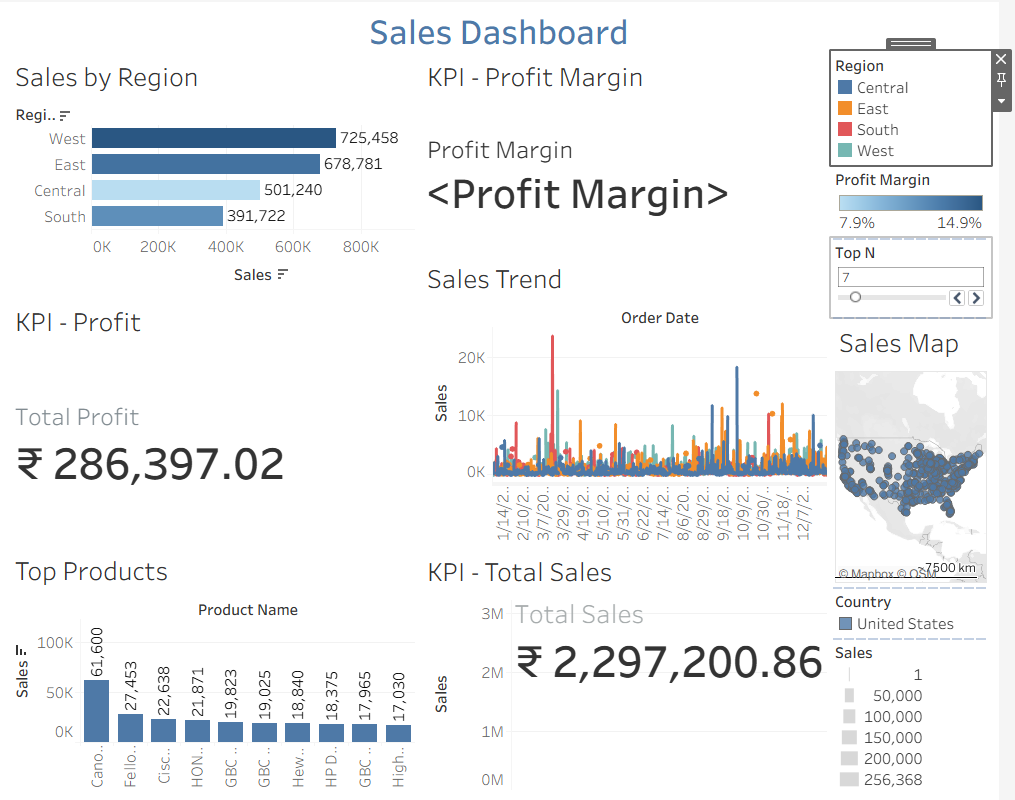 Sales Dashboard
Sales by Region
Regi..
West
725,458
East
678,781
Central
501,240
South
391,722
0K 200K 400K 600K 800K
Sales
KPI - Profit
Total Profit
₹ 286,397.02
Top Products
Product Name
Sales
100K
50K
0K
61,600
27,453
22,638
21,871
19,823
19,025
18,840
18,375
17,965
17,030
Cano..
Fello..
Cisc..
HON..
GBC ..
GBC ..
Hew..
HP D..
GBC ..
High..
KPI - Profit Margin
Profit Margin
<Profit Margin>
Sales Trend
Order Date
Sales
20K
10K
0K
1/14/2..
2/10/2..
3/7/20..
3/29/2..
4/19/2..
5/10/2..
5/31/2..
6/22/2..
7/14/2..
8/6/20..
8/29/2..
9/18/2..
10/9/2..
10/30/..
11/18/..
12/7/2..
KPI - Total Sales
Sales
3M
2M
1M
0M
Total Sales
₹ 2,297,200.86
Region
Central
East
South
West
Profit Margin
7.9% 14.9%
Top N
7
Sales Map
~7500 km
© Mapbox © OSM
Country
United States
Sales
1
50,000
100,000
150,000
200,000
256,368